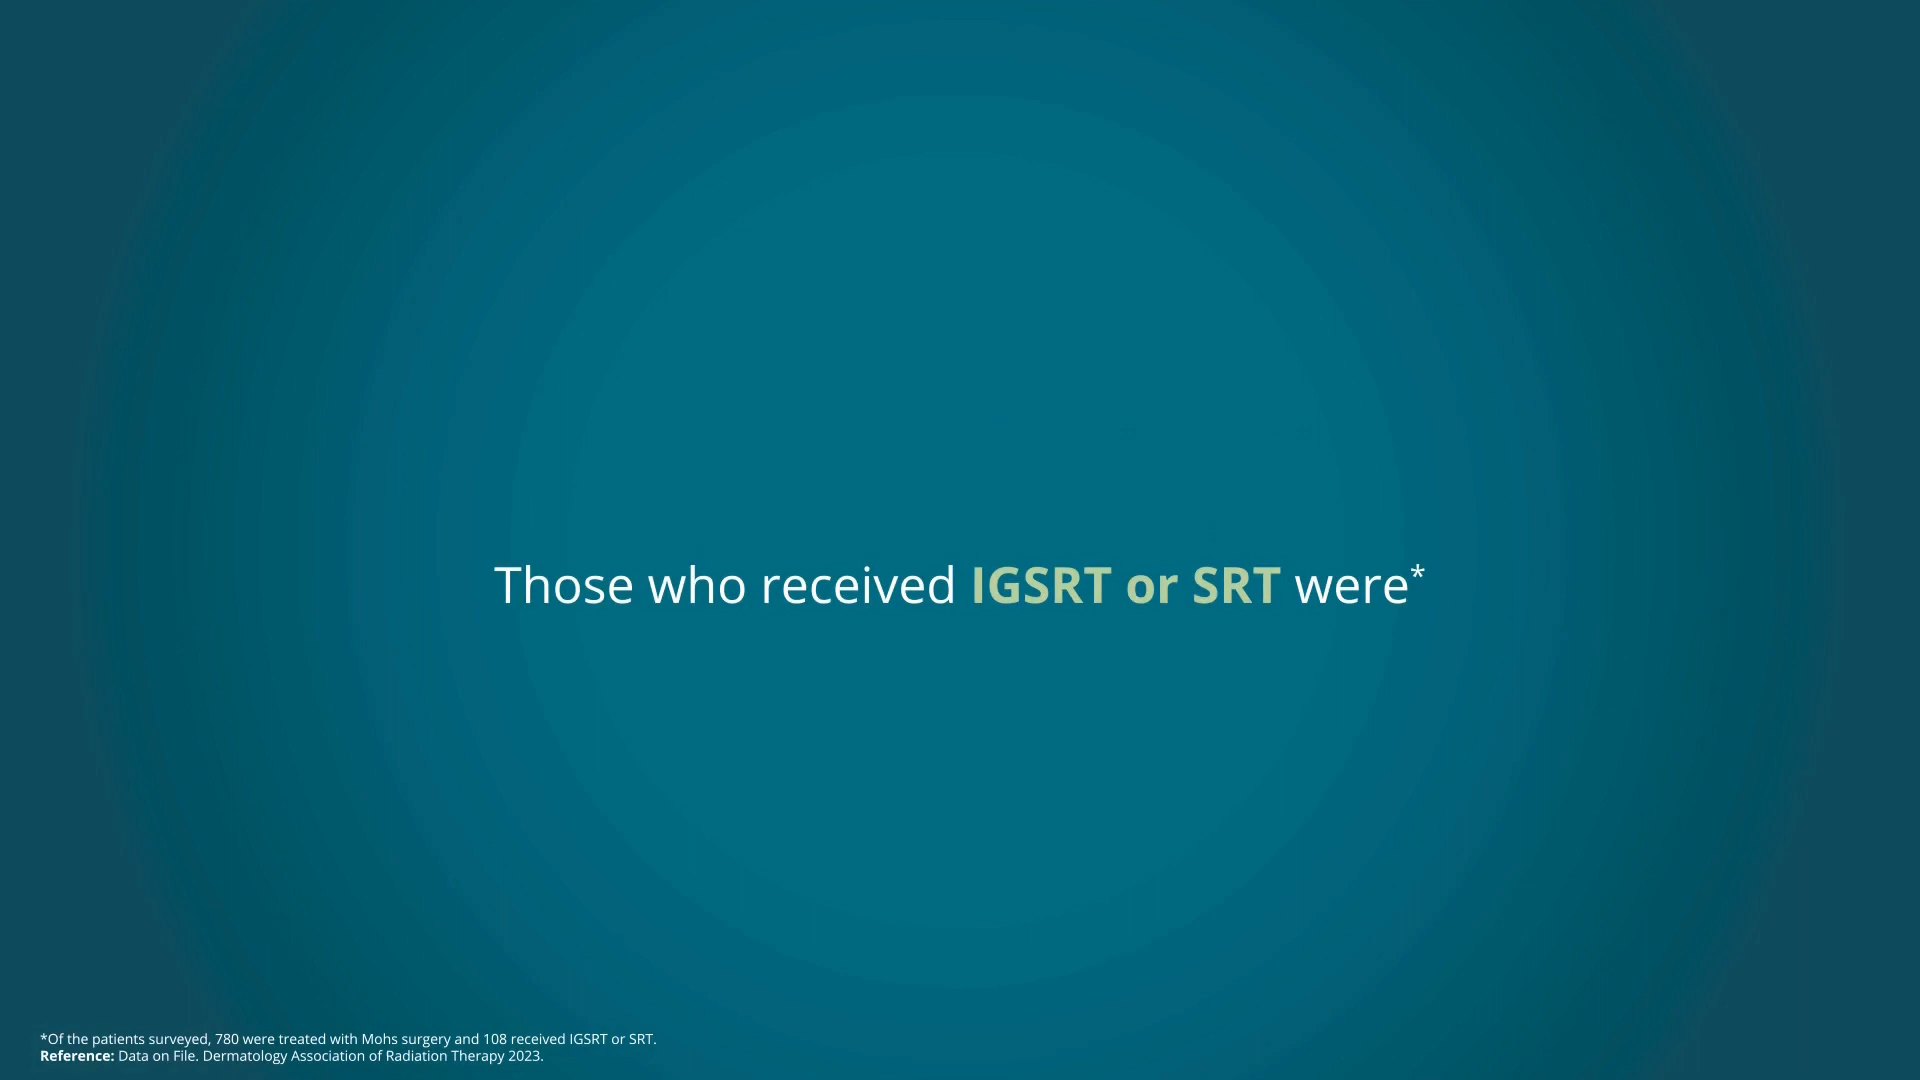 Those who received IGSRT or SRT were*
*Of the patients surveyed, 780 were treated with Mohs surgery and 108 received IGSRT or SRT.
Reference: Data on File. Dermatology Association of Radiation Therapy 2023.